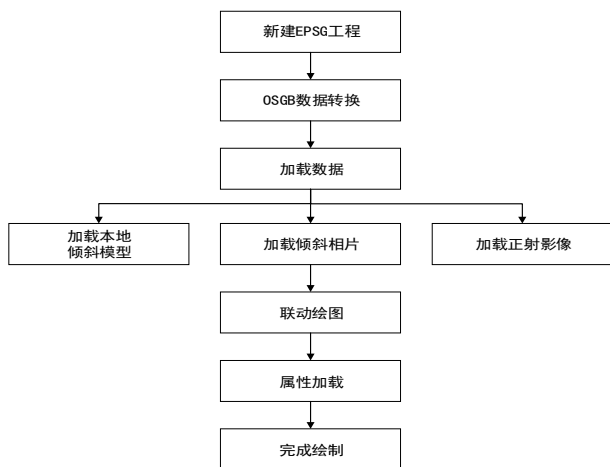 新建EPSG工程
OSGB数据转换
加载数据
加载本地
倾斜模型
加载倾斜相片
加载正射影像
联动绘图
属性加载
完成绘制